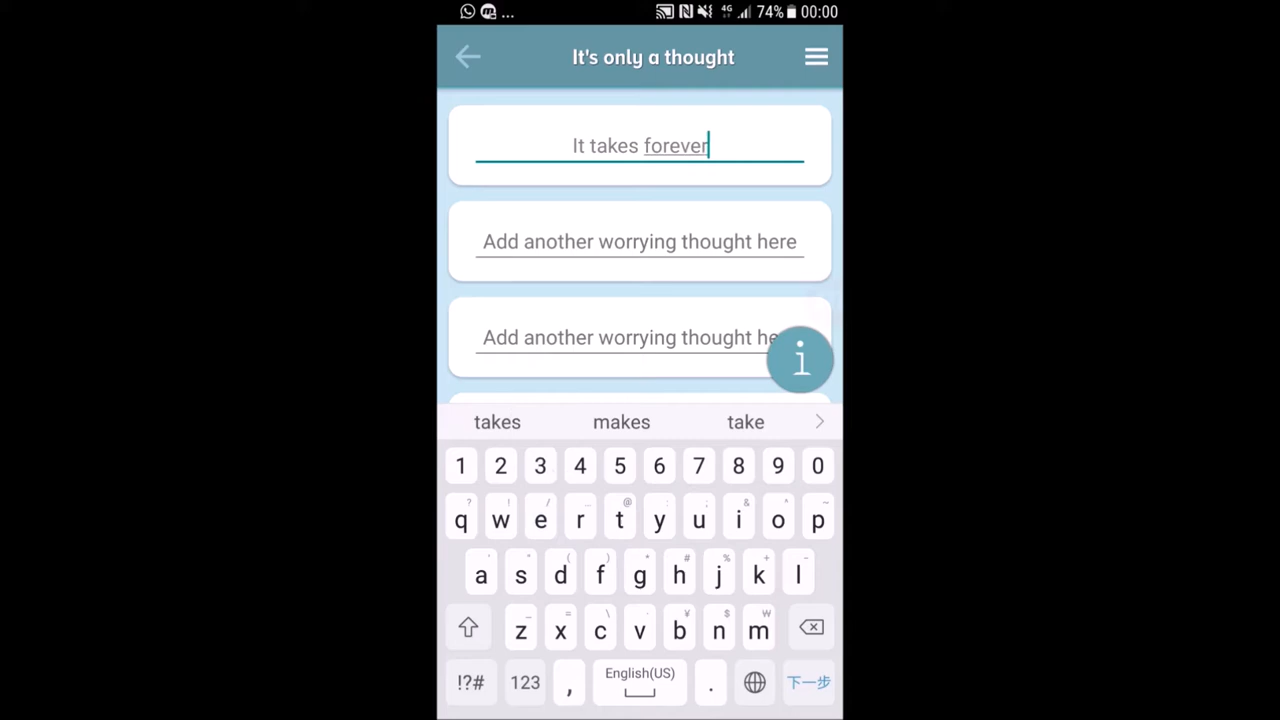 ... 4G 74% 00:00
It's only a thought
It takes forever
Add another worrying thought here
Add another worrying thought he
i
takes makes take
1 2 3 4 5 6 7 8 9 0
? ! / ... @ : ; & ^ ~
q w e r t y u i o p
' " ( ) * # % + -
a s d f g h j k l
_ = \ · ¥ $ ₩
z x c v b n m
!?# 123 , English(US) . 下一步